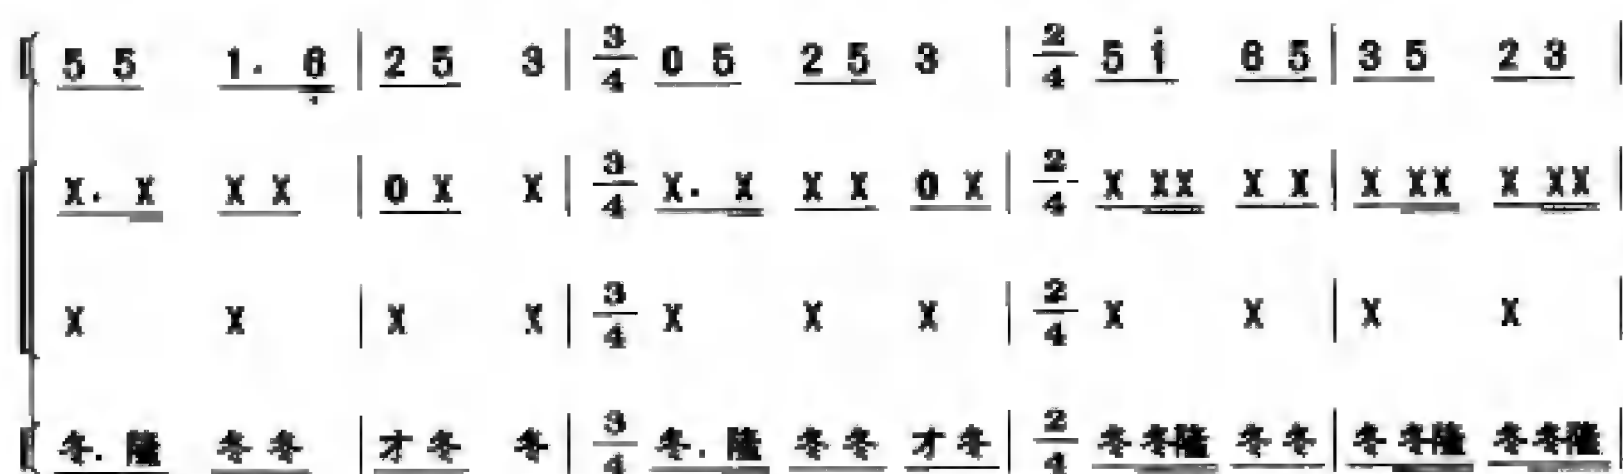 5 5 1. 6 | 2 5 3 | 3/4 0 5 2 5 3 | 2/4 5 i 6 5 | 3 5 2 3 |
X. X X X | 0 X X | 3/4 X. X X X 0 X | 2/4 X XX X X | X XX X XX |
X X | X X | 3/4 X X X | 2/4 X X | X X |
冬. 隆 冬冬 | 才冬 冬 | 3/4 冬. 隆 冬冬 才冬 | 2/4 冬冬隆 冬冬 | 冬冬隆 冬冬隆 |